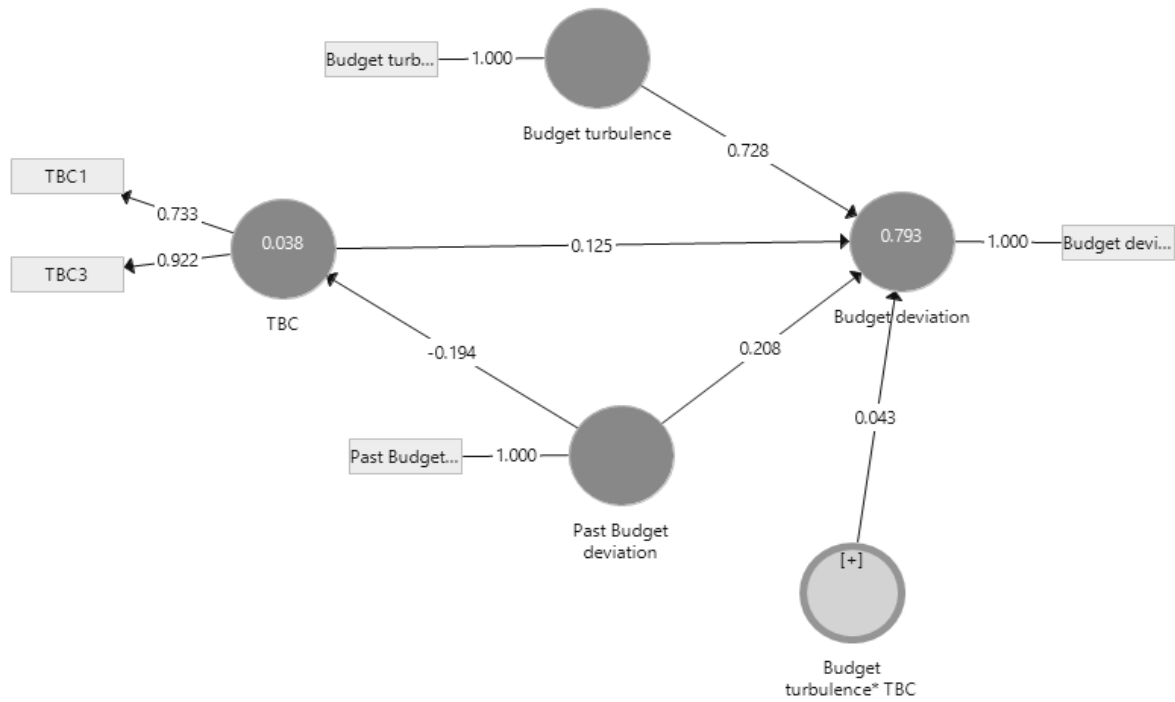 Budget turb...
1.000
Budget turbulence
0.728
TBC1
0.733
TBC3
0.922
0.038
TBC
0.125
0.793
1.000
Budget devi...
Budget deviation
-0.194
0.208
Past Budget...
1.000
Past Budget
deviation
0.043
[+]
Budget
turbulence* TBC